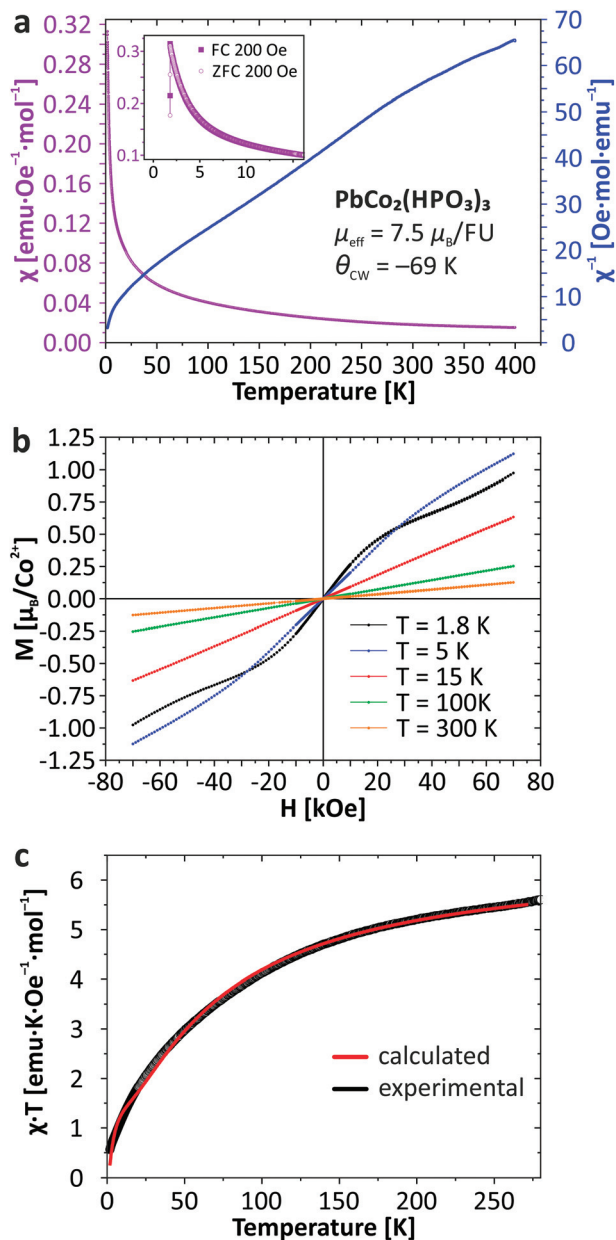 a
χ [emu·Oe⁻¹·mol⁻¹]
0.32
0.28
0.24
0.20
0.16
0.12
0.08
0.04
0.00
0.3
0.2
0.1
0 5 10 15
FC 200 Oe
ZFC 200 Oe
PbCo₂(HPO₃)₃
μeff = 7.5 μB/FU
θCW = –69 K
70
60
50
40
30
20
10
0
χ⁻¹ [Oe·mol·emu⁻¹]
0 50 100 150 200 250 300 350 400
Temperature [K]
b
M [μB/Co²⁺]
1.25
1.00
0.75
0.50
0.25
0.00
-0.25
-0.50
-0.75
-1.00
-1.25
T = 1.8 K
T = 5 K
T = 15 K
T = 100K
T = 300 K
-80 -60 -40 -20 0 20 40 60 80
H [kOe]
c
χ·T [emu·K·Oe⁻¹·mol⁻¹]
6
5
4
3
2
1
0
calculated
experimental
0 50 100 150 200 250
Temperature [K]